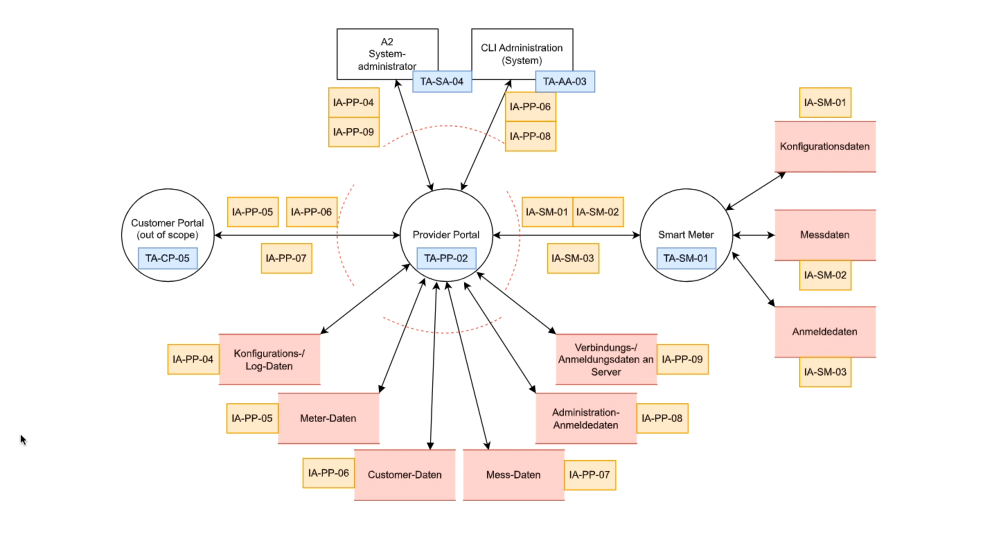 A2
System-
administrator
CLI Administration
(System)
TA-SA-04
TA-AA-03
IA-PP-04
IA-PP-09
IA-PP-06
IA-PP-08
IA-SM-01
Konfigurationsdaten
Customer Portal
(out of scope)
TA-CP-05
IA-PP-05
IA-PP-06
IA-PP-07
Provider Portal
TA-PP-02
IA-SM-01
IA-SM-02
IA-SM-03
Smart Meter
TA-SM-01
Messdaten
IA-SM-02
Anmeldedaten
IA-SM-03
IA-PP-04
Konfigurations-/
Log-Daten
Verbindungs-/
Anmeldungsdaten an
Server
IA-PP-09
IA-PP-05
Meter-Daten
Administration-
Anmeldedaten
IA-PP-08
IA-PP-06
Customer-Daten
Mess-Daten
IA-PP-07